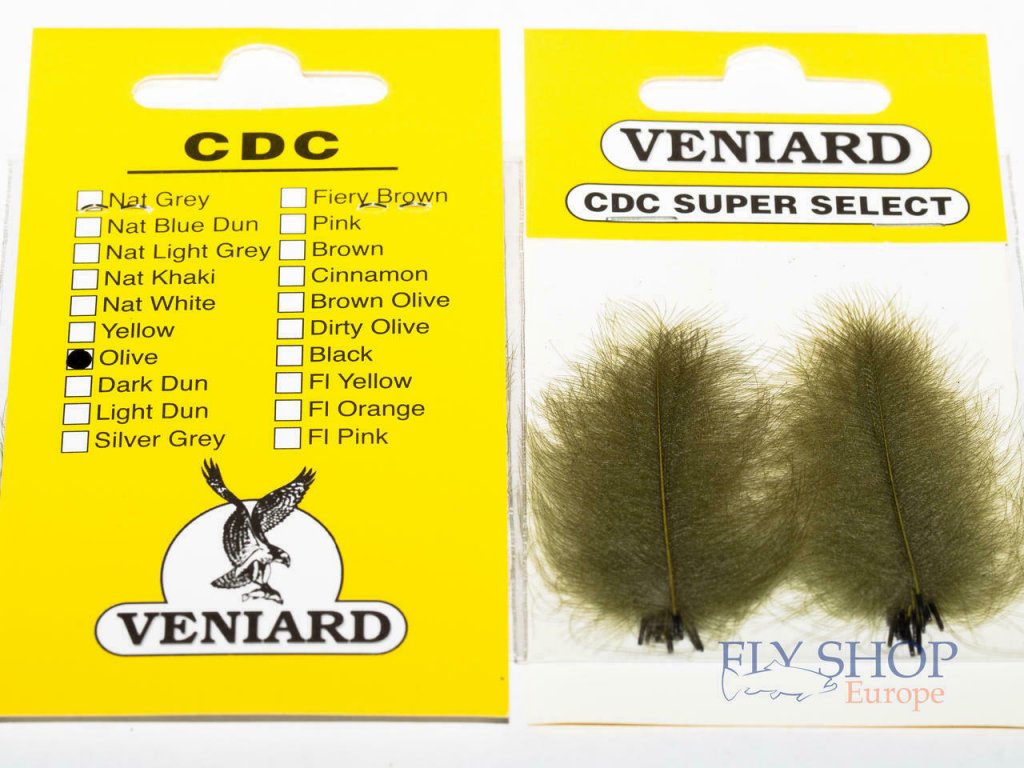 CDC
Nat Grey
Nat Blue Dun
Nat Light Grey
Nat Khaki
Nat White
Yellow
Olive
Dark Dun
Light Dun
Silver Grey
Fiery Brown
Pink
Brown
Cinnamon
Brown Olive
Dirty Olive
Black
Fl Yellow
Fl Orange
Fl Pink
VENIARD
VENIARD
CDC SUPER SELECT
FLY SHOP
Europe